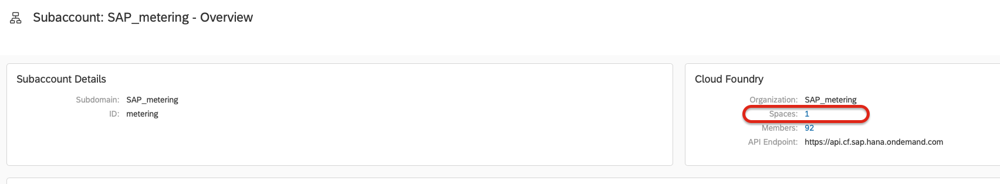 Subaccount: SAP_metering - Overview
Subaccount Details
Subdomain: SAP_metering
ID: metering
Cloud Foundry
Organization: SAP_metering
Spaces: 1
Members: 92
API Endpoint: https://api.cf.sap.hana.ondemand.com